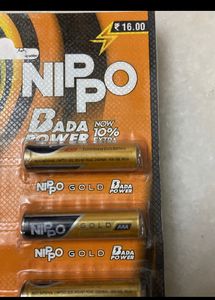 ₹ 16.00
NIPPO
BADA
POWER
NOW
10%
EXTRA
NIPPO GOLD BADA
POWER
NIPPO GOLD AAA
NIPPO GOLD BADA
POWER